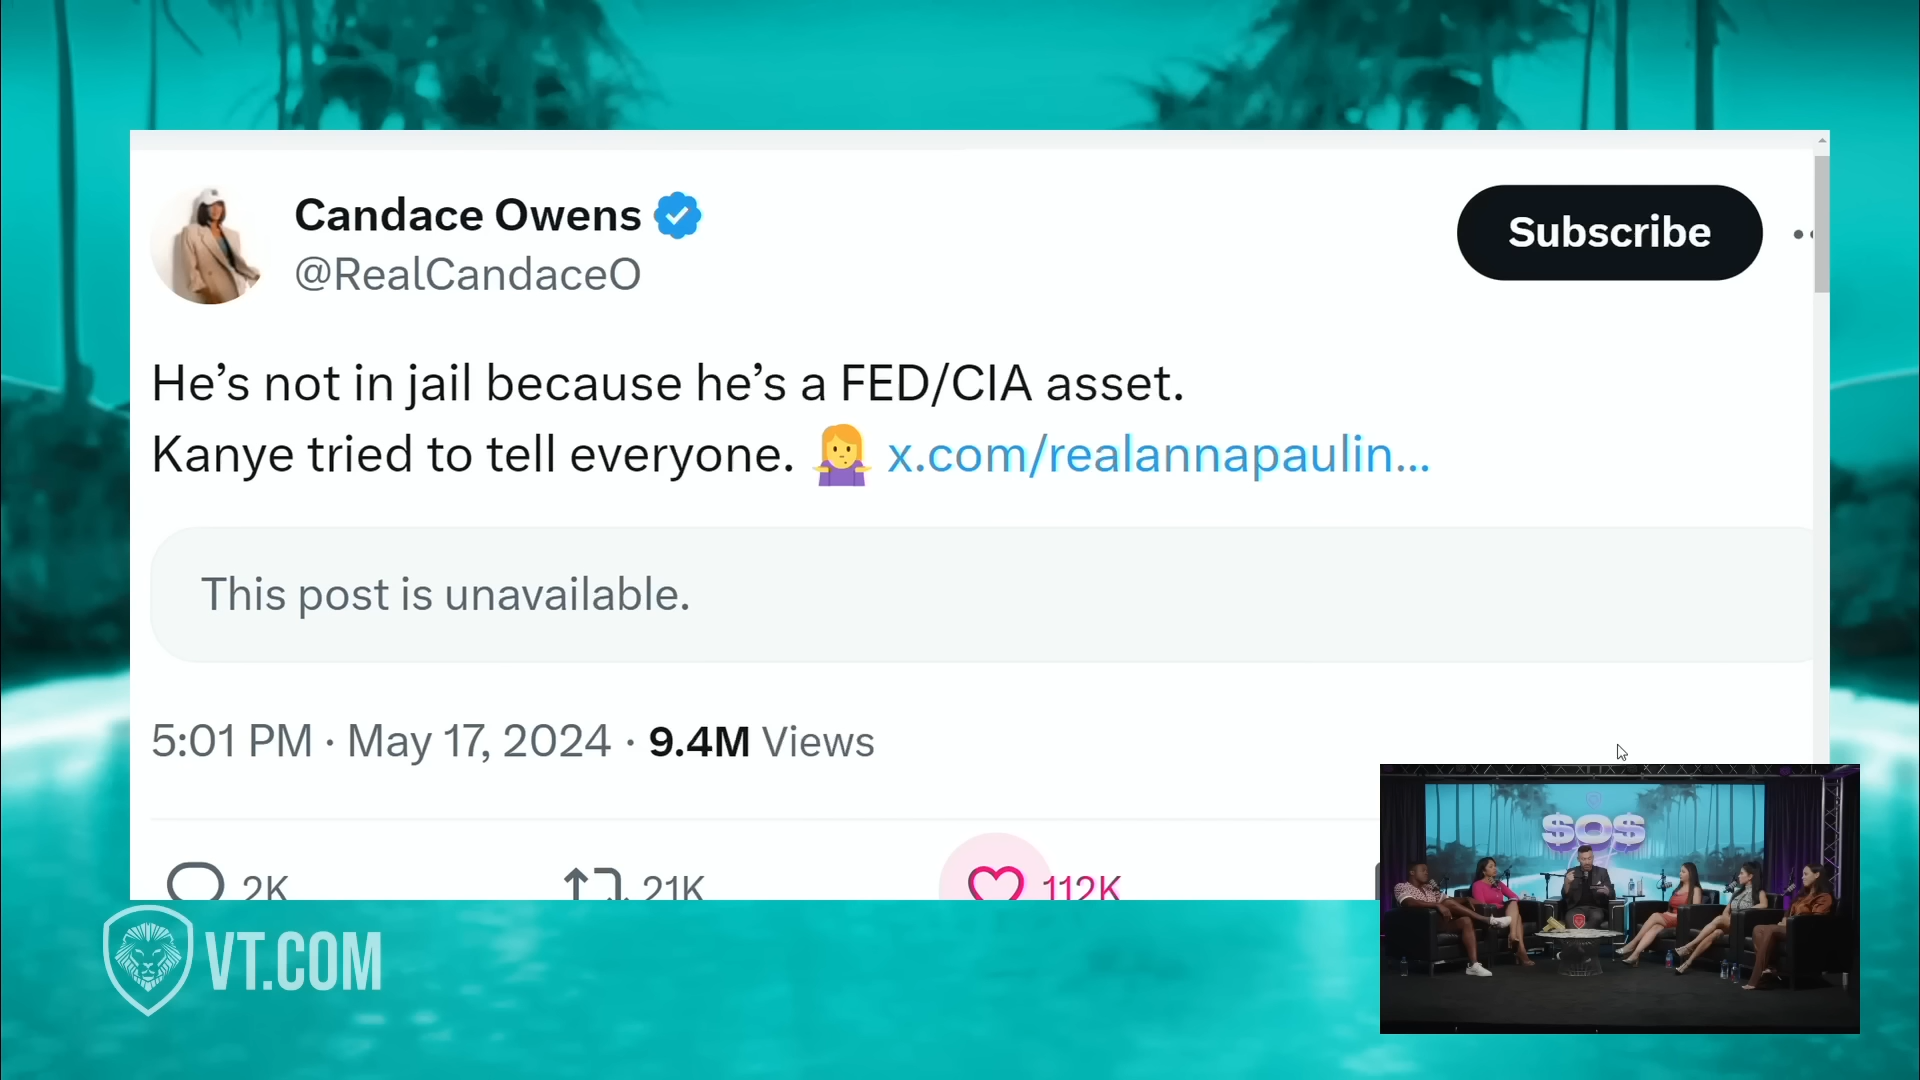 Candace Owens
@RealCandaceO
Subscribe
He’s not in jail because he’s a FED/CIA asset.
Kanye tried to tell everyone. 🤷‍♀️ x.com/realannapaulin…
This post is unavailable.
5:01 PM · May 17, 2024 · 9.4M Views
2K 21K 112K
$O$
VT.COM